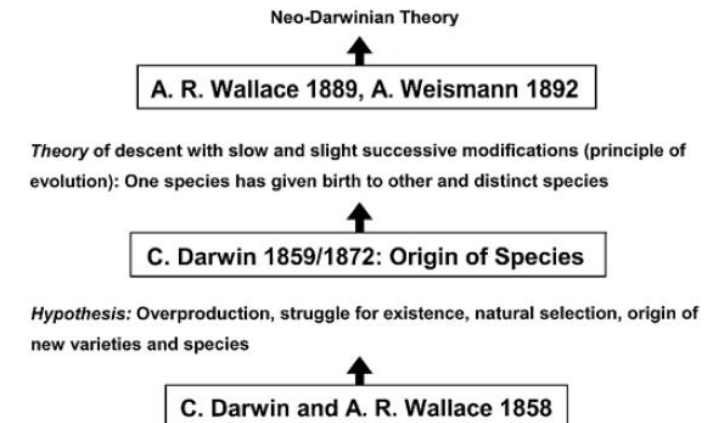 Neo-Darwinian Theory
A. R. Wallace 1889, A. Weismann 1892
Theory of descent with slow and slight successive modifications (principle of
evolution): One species has given birth to other and distinct species
C. Darwin 1859/1872: Origin of Species
Hypothesis: Overproduction, struggle for existence, natural selection, origin of
new varieties and species
C. Darwin and A. R. Wallace 1858